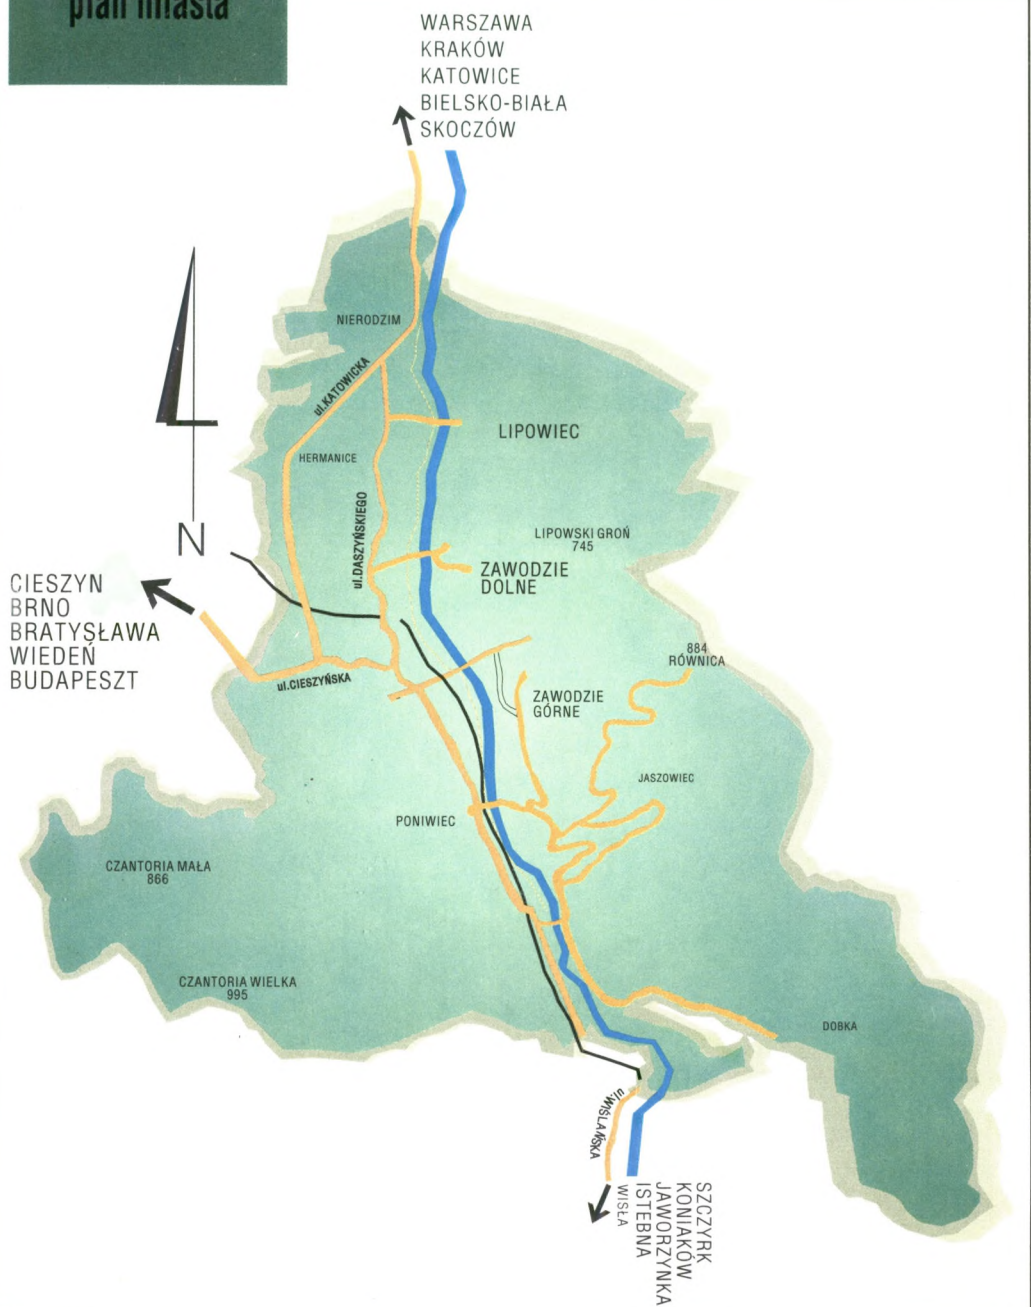 plan miasta
WARSZAWA
KRAKÓW
KATOWICE
BIELSKO-BIAŁA
SKOCZÓW
NIERODZIM
ul.KATOWICKA
LIPOWIEC
HERMANICE
ul.DASZYŃSKIEGO
LIPOWSKI GROŃ
745
N
ZAWODZIE
DOLNE
CIESZYN
BRNO
BRATYSŁAWA
WIEDEŃ
BUDAPESZT
884
RÓWNICA
ul.CIESZYŃSKA
ZAWODZIE
GÓRNE
JASZOWIEC
PONIWIEC
CZANTORIA MAŁA
866
CZANTORIA WIELKA
995
DOBKA
ul.WIŚLAŃSKA
SZCZYRK
KONIAKÓW
JAWORZYNKA
ISTEBNA
WISŁA